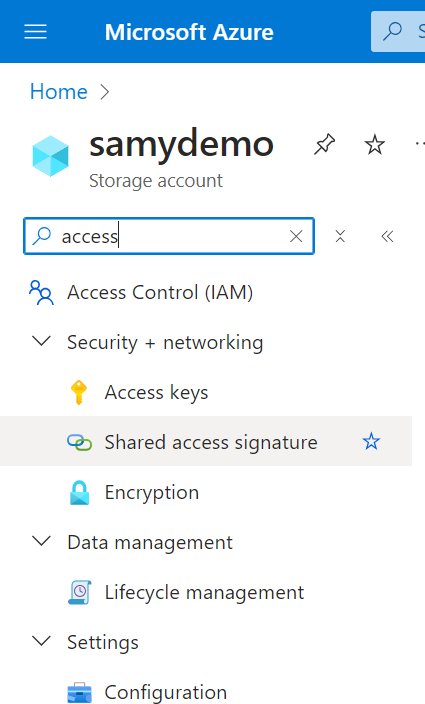 Microsoft Azure
Home
samydemo
Storage account
access
Access Control (IAM)
Security + networking
Access keys
Shared access signature
Encryption
Data management
Lifecycle management
Settings
Configuration